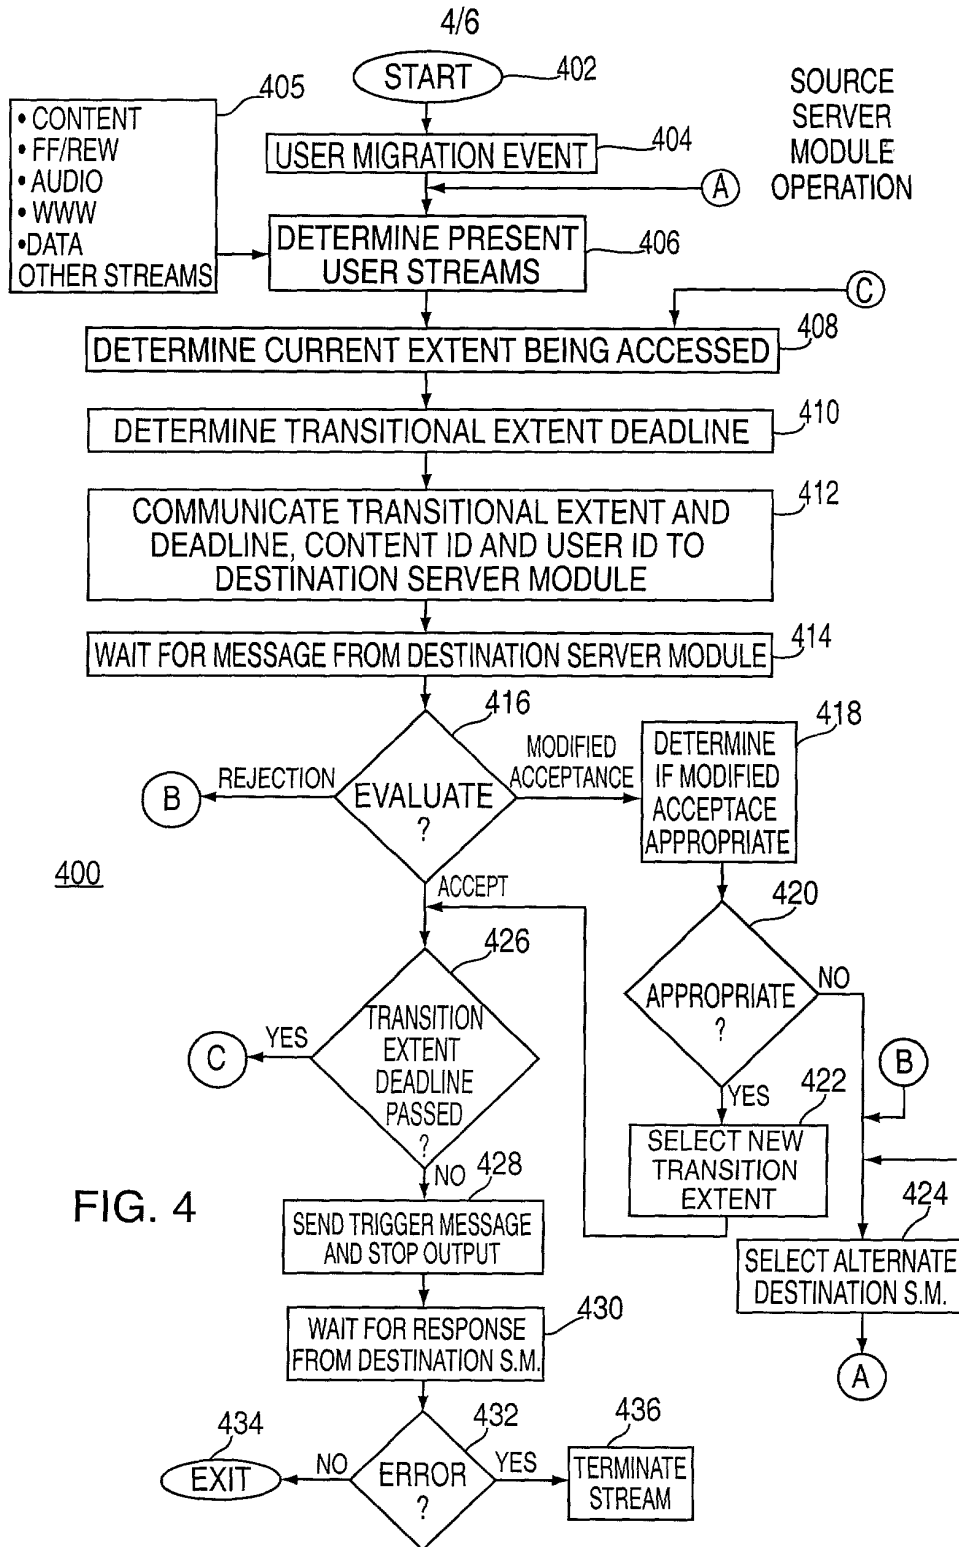 4/6
START
402
SOURCE
SERVER
MODULE
OPERATION
405
• CONTENT
• FF/REW
• AUDIO
• WWW
•DATA
OTHER STREAMS
USER MIGRATION EVENT
404
A
DETERMINE PRESENT
USER STREAMS
406
C
DETERMINE CURRENT EXTENT BEING ACCESSED
408
DETERMINE TRANSITIONAL EXTENT DEADLINE
410
COMMUNICATE TRANSITIONAL EXTENT AND
DEADLINE, CONTENT ID AND USER ID TO
DESTINATION SERVER MODULE
412
WAIT FOR MESSAGE FROM DESTINATION SERVER MODULE
414
416
EVALUATE
?
REJECTION
B
MODIFIED
ACCEPTANCE
418
DETERMINE
IF MODIFIED
ACCEPTACE
APPROPRIATE
400
ACCEPT
420
APPROPRIATE
?
NO
B
YES
422
SELECT NEW
TRANSITION
EXTENT
424
SELECT ALTERNATE
DESTINATION S.M.
A
426
TRANSITION
EXTENT
DEADLINE
PASSED
?
YES
C
NO
428
SEND TRIGGER MESSAGE
AND STOP OUTPUT
FIG. 4
WAIT FOR RESPONSE
FROM DESTINATION S.M.
430
432
ERROR
?
NO
434
EXIT
YES
436
TERMINATE
STREAM